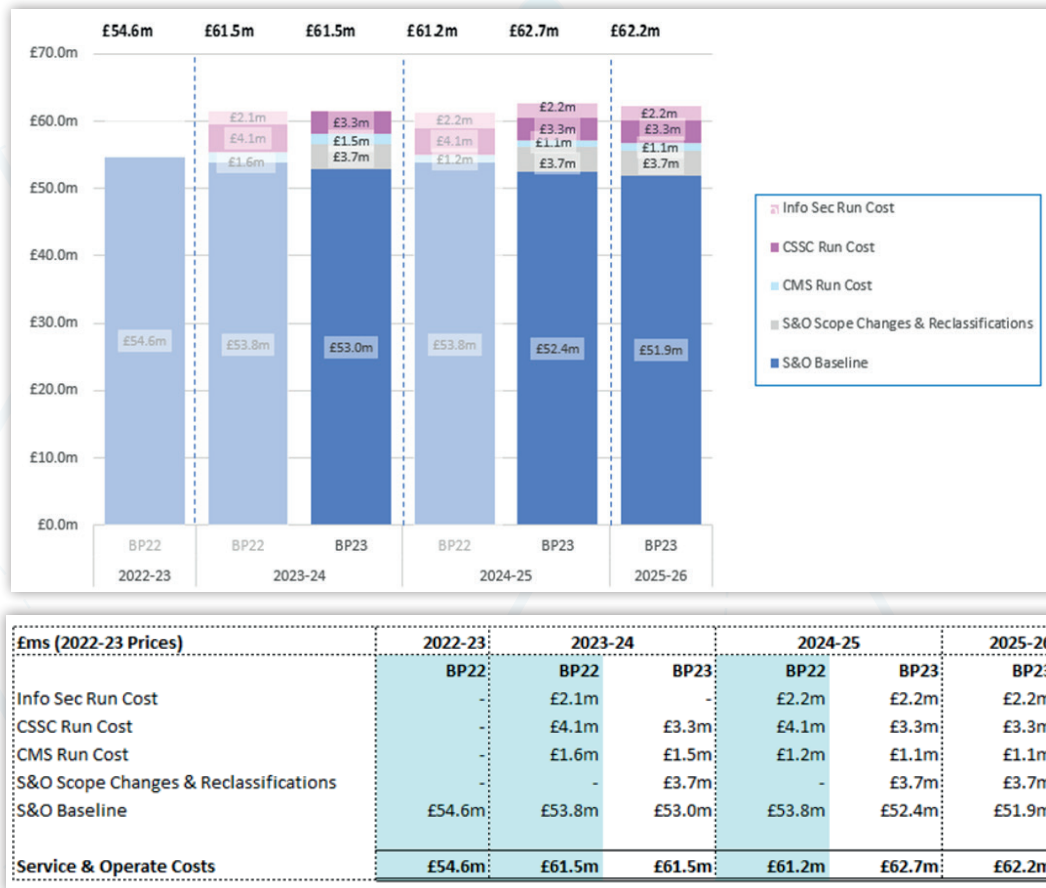 £54.6m £61.5m £61.5m £61.2m £62.7m £62.2m
£70.0m
£60.0m
£50.0m
£40.0m
£30.0m
£20.0m
£10.0m
£0.0m
£54.6m
£2.1m
£4.1m
£1.6m
£53.8m
£3.3m
£1.5m
£3.7m
£53.0m
£2.2m
£4.1m
£1.2m
£53.8m
£2.2m
£3.3m
£1.1m
£3.7m
£52.4m
£2.2m
£3.3m
£1.1m
£3.7m
£51.9m
BP22 BP22 BP23 BP22 BP23 BP23
2022-23 2023-24 2024-25 2025-26
Info Sec Run Cost
CSSC Run Cost
CMS Run Cost
S&O Scope Changes & Reclassifications
S&O Baseline
£ms (2022-23 Prices) 2022-23 2023-24 2024-25 2025-26
BP22 BP22 BP23 BP22 BP23 BP23
Info Sec Run Cost - £2.1m - £2.2m £2.2m £2.2m
CSSC Run Cost - £4.1m £3.3m £4.1m £3.3m £3.3m
CMS Run Cost - £1.6m £1.5m £1.2m £1.1m £1.1m
S&O Scope Changes & Reclassifications - - £3.7m - £3.7m £3.7m
S&O Baseline £54.6m £53.8m £53.0m £53.8m £52.4m £51.9m
Service & Operate Costs £54.6m £61.5m £61.5m £61.2m £62.7m £62.2m